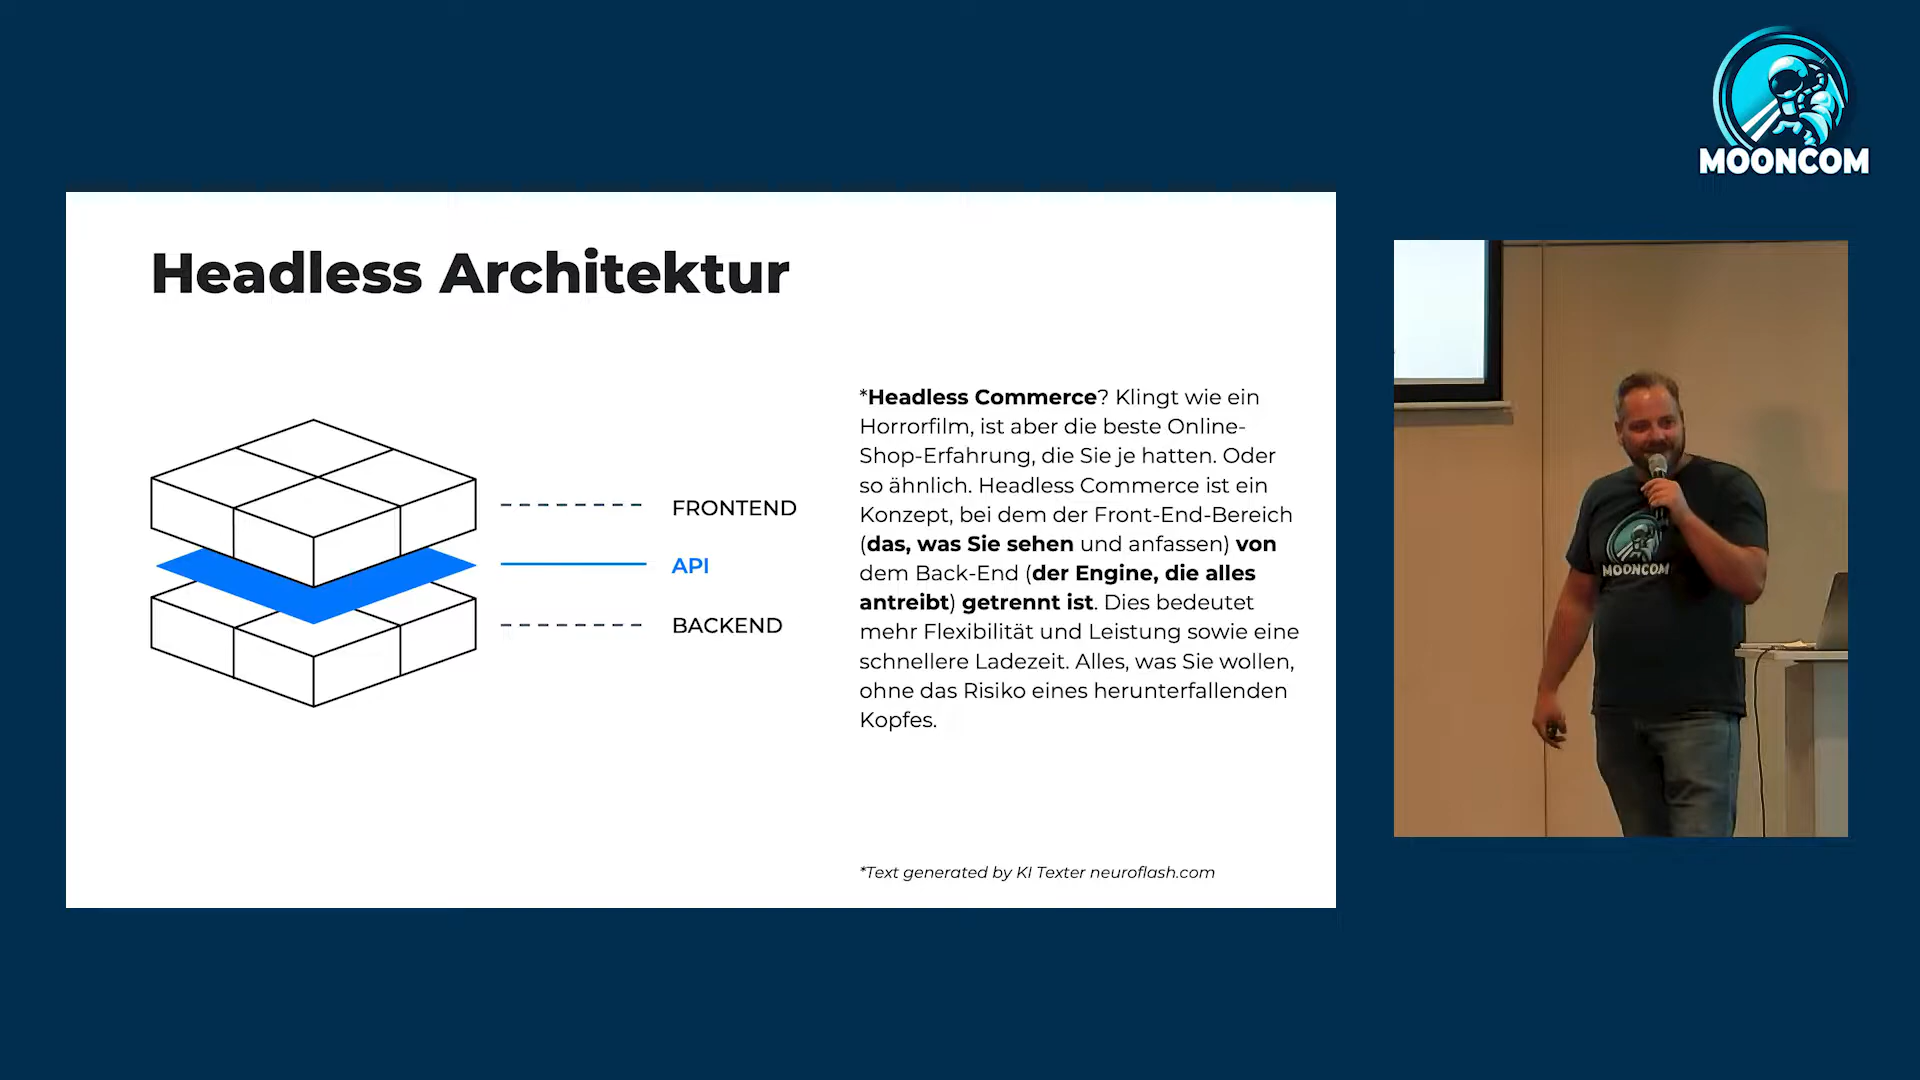 MOONCOM
Headless Architektur
FRONTEND
API
BACKEND
*Headless Commerce? Klingt wie ein
Horrorfilm, ist aber die beste Online-
Shop-Erfahrung, die Sie je hatten. Oder
so ähnlich. Headless Commerce ist ein
Konzept, bei dem der Front-End-Bereich
(das, was Sie sehen und anfassen) von
dem Back-End (der Engine, die alles
antreibt) getrennt ist. Dies bedeutet
mehr Flexibilität und Leistung sowie eine
schnellere Ladezeit. Alles, was Sie wollen,
ohne das Risiko eines herunterfallenden
Kopfes.
*Text generated by KI Texter neuroflash.com
MOONCOM